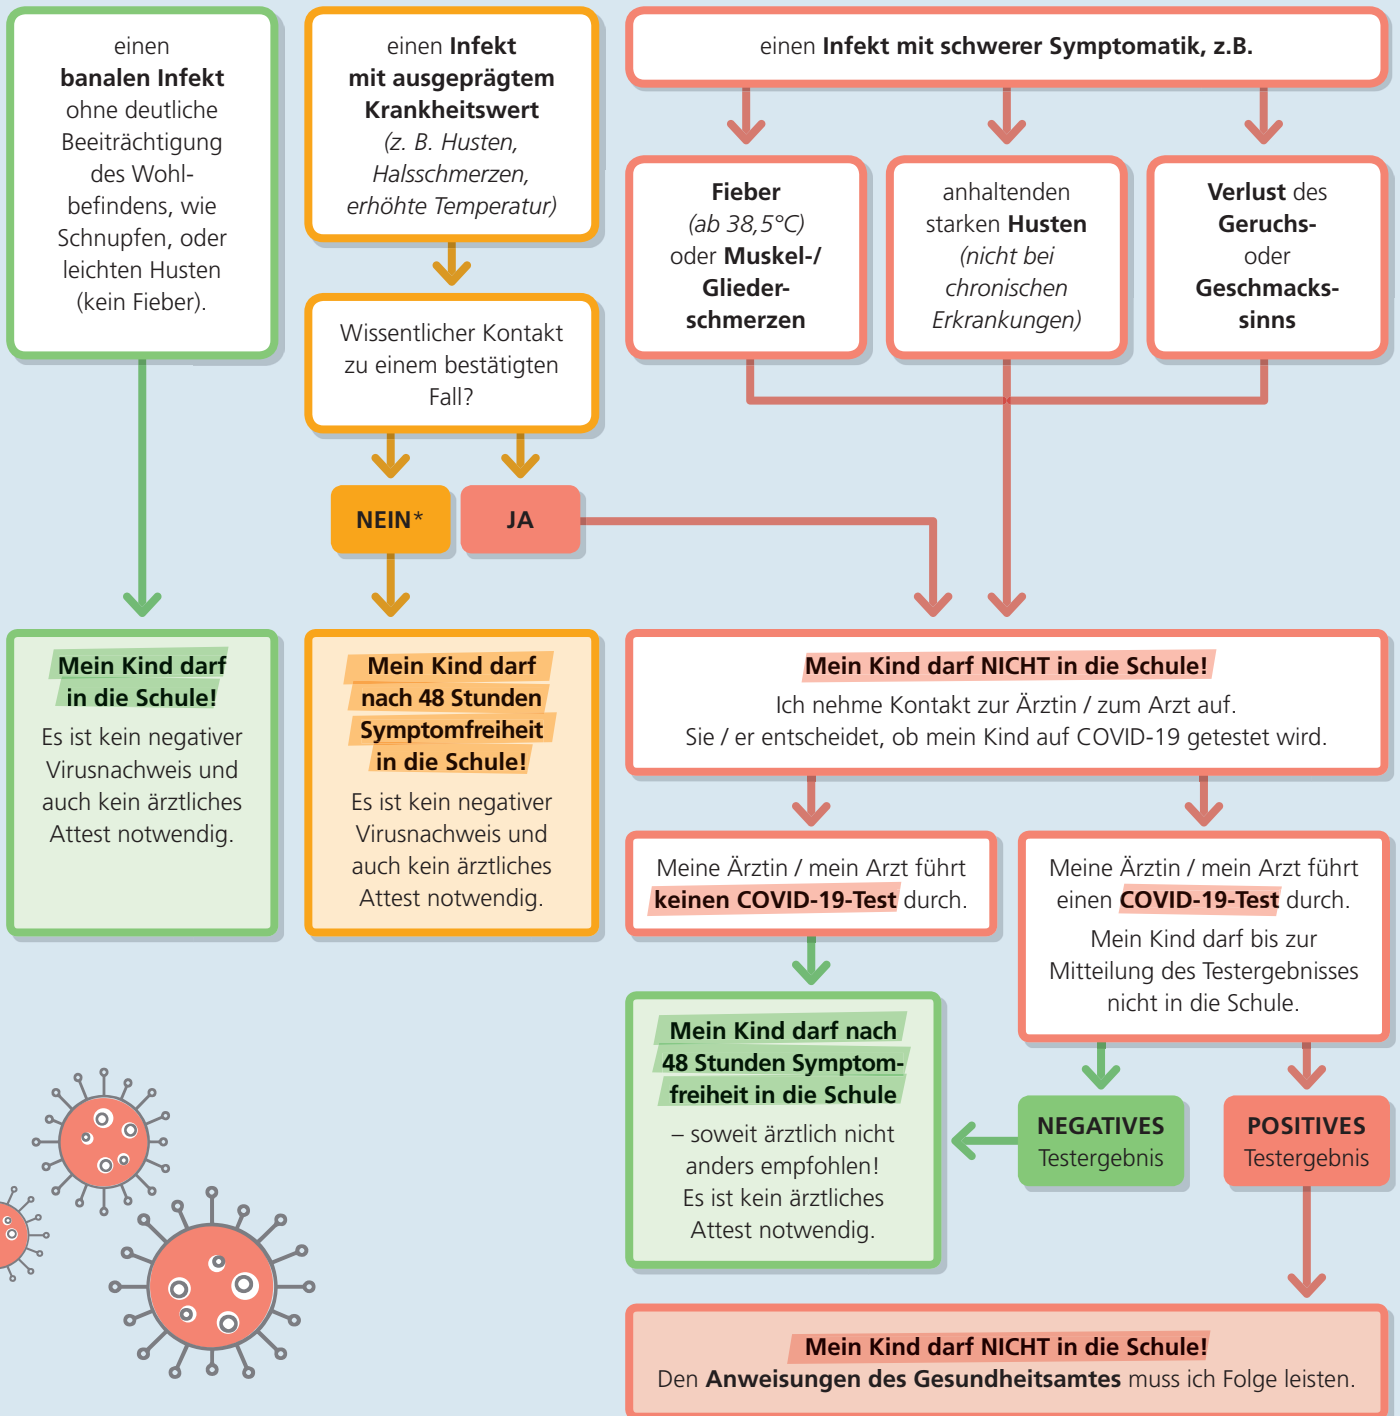 einen
banalen Infekt
ohne deutliche
Beeiträchtigung
des Wohl-
befindens, wie
Schnupfen, oder
leichten Husten
(kein Fieber).
einen Infekt
mit ausgeprägtem
Krankheitswert
(z. B. Husten,
Halsschmerzen,
erhöhte Temperatur)
einen Infekt mit schwerer Symptomatik, z.B.
Fieber
(ab 38,5°C)
oder Muskel-/
Glieder-
schmerzen
anhaltenden
starken Husten
(nicht bei
chronischen
Erkrankungen)
Verlust des
Geruchs-
oder
Geschmacks-
sinns
Wissentlicher Kontakt
zu einem bestätigten
Fall?
NEIN*
JA
Mein Kind darf
in die Schule!
Es ist kein negativer
Virusnachweis und
auch kein ärztliches
Attest notwendig.
Mein Kind darf
nach 48 Stunden
Symptomfreiheit
in die Schule!
Es ist kein negativer
Virusnachweis und
auch kein ärztliches
Attest notwendig.
Mein Kind darf NICHT in die Schule!
Ich nehme Kontakt zur Ärztin / zum Arzt auf.
Sie / er entscheidet, ob mein Kind auf COVID-19 getestet wird.
Meine Ärztin / mein Arzt führt
keinen COVID-19-Test durch.
Meine Ärztin / mein Arzt führt
einen COVID-19-Test durch.
Mein Kind darf bis zur
Mitteilung des Testergebnisses
nicht in die Schule.
Mein Kind darf nach
48 Stunden Symptom-
freiheit in die Schule
– soweit ärztlich nicht
anders empfohlen!
Es ist kein ärztliches
Attest notwendig.
NEGATIVES
Testergebnis
POSITIVES
Testergebnis
Mein Kind darf NICHT in die Schule!
Den Anweisungen des Gesundheitsamtes muss ich Folge leisten.